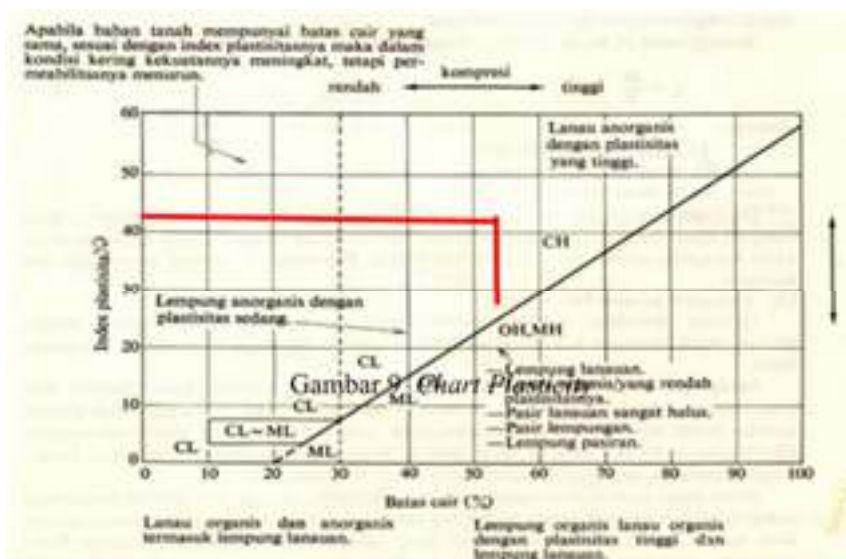 Apabila bahan tanah mempunyai batas cair yang
sama, sesuai dengan index plastisitasnya maka dalam
kondisi kering kekuatannya meningkat, tetapi per-
meabilitasnya menurun.
kompresi
rendah tinggi
Lanau anorganis
dengan plastisitas
yang tinggi.
CH
Index plastis(%)
60
50
40
30
20
10
0
Lempung anorganis dengan
plastisitas sedang
OH,MH
CL
Gambar 9. Chart Plasticity
Lempung lanauan.
yang rendah
plastisitannya.
Pasir lanauan sangat halus.
Pasir lempungan.
Lempung pasiran.
CL
ML
CL~ML
CL
ML
0 10 20 30 40 50 60 70 80 90 100
Batas cair (%)
Lanau organis dan anorganis
termasuk lempung lanauan.
Lempung organis lanau organis
dengan plastisitas tinggi dan
lempung lanauan.